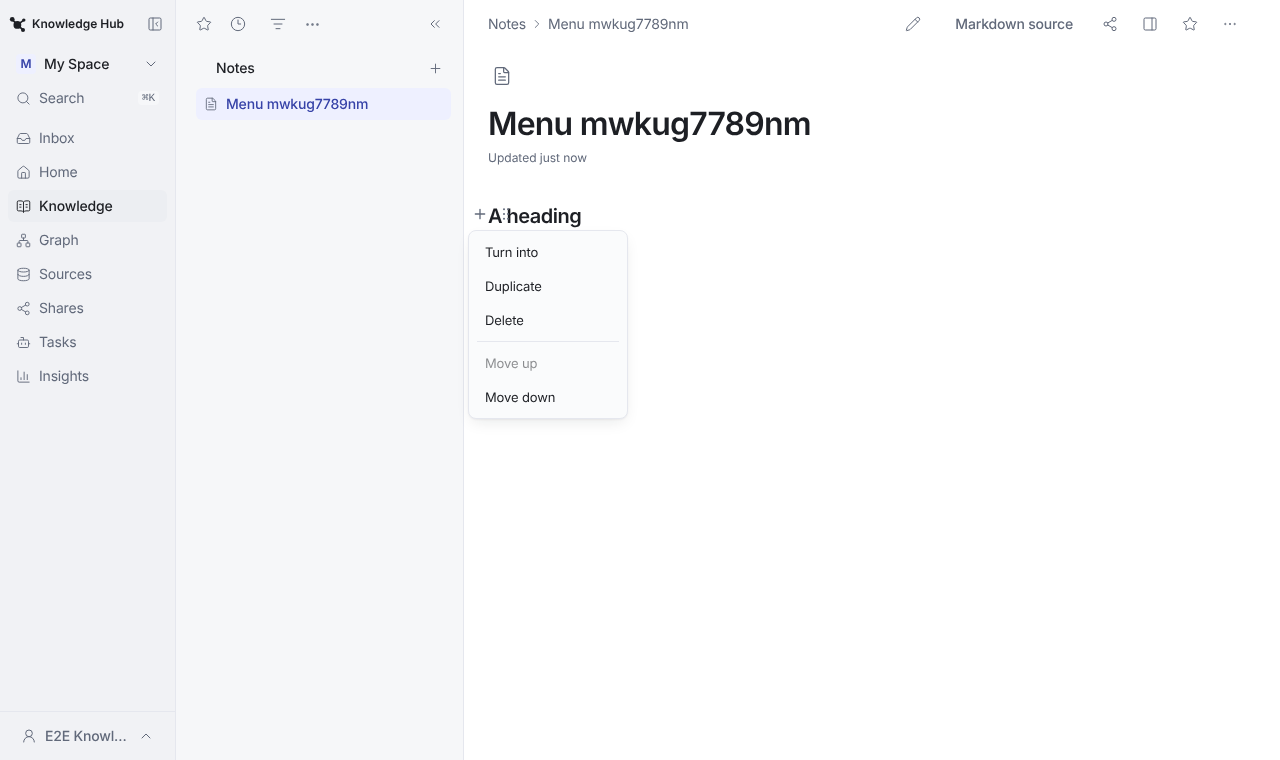 Knowledge Hub
M My Space
Search ⌘K
Inbox
Home
Knowledge
Graph
Sources
Shares
Tasks
Insights
E2E Knowl...
Notes
Menu mwkug7789nm
Notes > Menu mwkug7789nm
Markdown source
Menu mwkug7789nm
Updated just now
A heading
Turn into
Duplicate
Delete
Move up
Move down